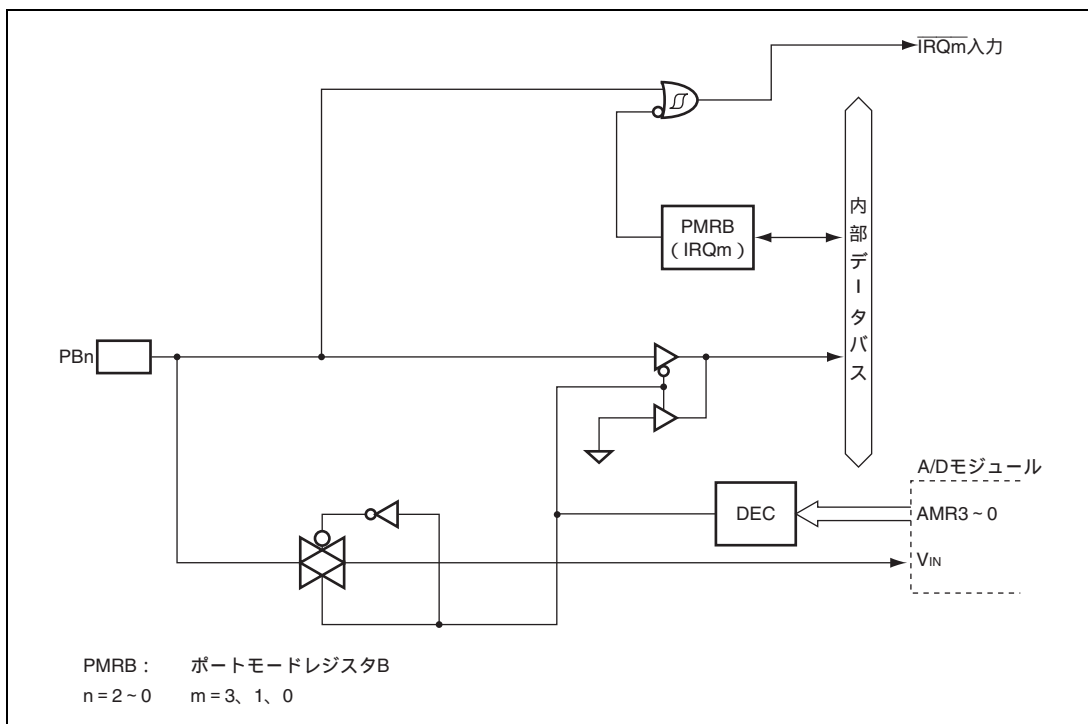 IRQm入力
PMRB
( IRQm )
内部データバス
PBn
A/Dモジュール
DEC
AMR3~0
VIN
PMRB : ポートモードレジスタB
n = 2 ~ 0 m = 3、1、0